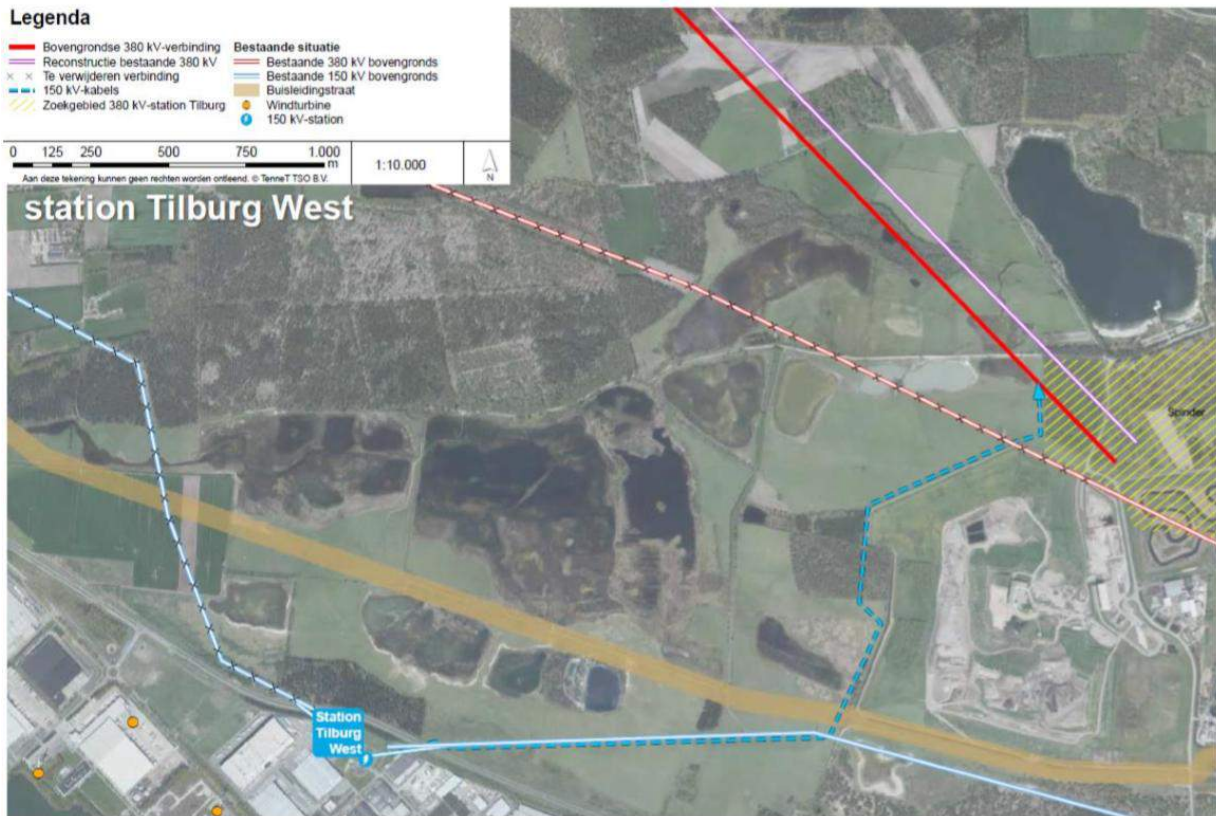 Legenda
Bovengrondse 380 kV-verbinding
Reconstructie bestaande 380 kV
Te verwijderen verbinding
150 kV-kabels
Zoekgebied 380 kV-station Tilburg
Bestaande situatie
Bestaande 380 kV bovengronds
Bestaande 150 kV bovengronds
Buisleidingstraat
Windturbine
150 kV-station
0 125 250 500 750 1.000
m
1:10.000
N
Aan deze tekening kunnen geen rechten worden ontleend. © TenneT TSO B.V.
station Tilburg West
Spinder
Station
Tilburg
West